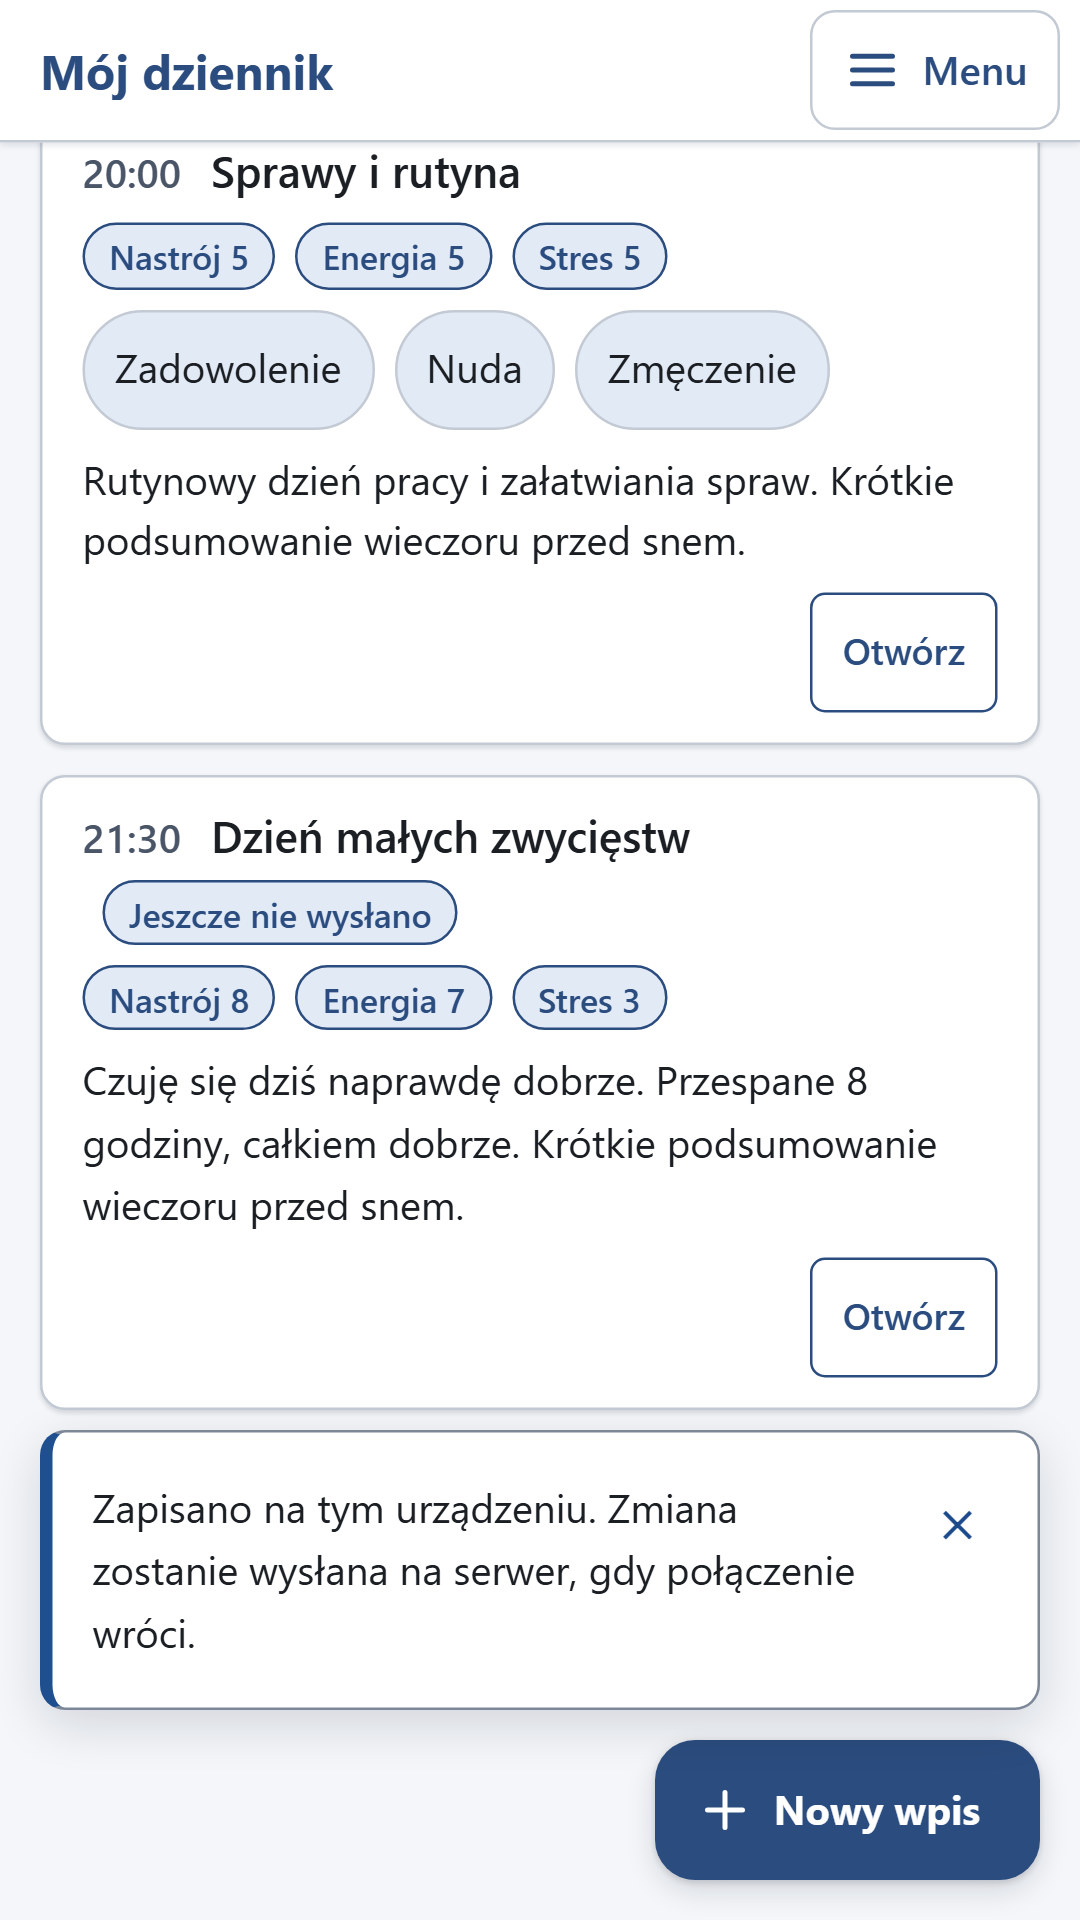 Mój dziennik
Menu
20:00 Sprawy i rutyna
Nastrój 5 Energia 5 Stres 5
Zadowolenie Nuda Zmęczenie
Rutynowy dzień pracy i załatwiania spraw. Krótkie
podsumowanie wieczoru przed snem.
Otwórz
21:30 Dzień małych zwycięstw
Jeszcze nie wysłano
Nastrój 8 Energia 7 Stres 3
Czuję się dziś naprawdę dobrze. Przespane 8
godziny, całkiem dobrze. Krótkie podsumowanie
wieczoru przed snem.
Otwórz
Zapisano na tym urządzeniu. Zmiana
zostanie wysłana na serwer, gdy połączenie
wróci.
Nowy wpis